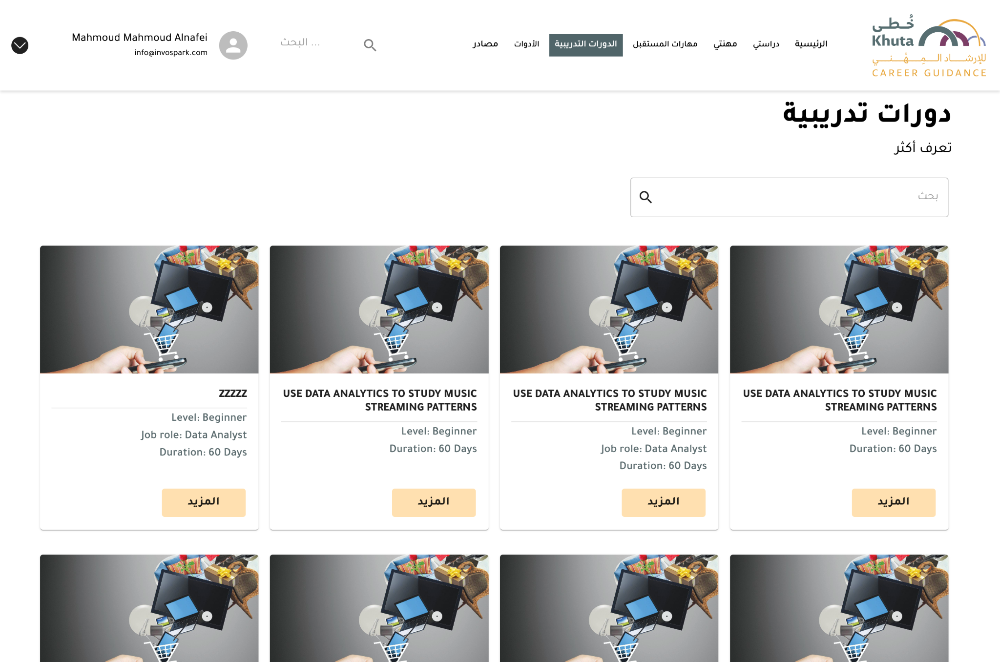 خُطى
Khuta
للإرشاد المِهْني
CAREER GUIDANCE
الرئيسية
دراستي
مهنتي
مهارات المستقبل
الدورات التدريبية
الأدوات
مصادر
البحث ...
Mahmoud Mahmoud Alnafei
info@invospark.com
دورات تدريبية
تعرف أكثر
بحث
USE DATA ANALYTICS TO STUDY MUSIC
STREAMING PATTERNS
Level: Beginner
Duration: 60 Days
المزيد
USE DATA ANALYTICS TO STUDY MUSIC
STREAMING PATTERNS
Level: Beginner
Job role: Data Analyst
Duration: 60 Days
المزيد
USE DATA ANALYTICS TO STUDY MUSIC
STREAMING PATTERNS
Level: Beginner
Duration: 60 Days
المزيد
ZZZZZ
Level: Beginner
Job role: Data Analyst
Duration: 60 Days
المزيد